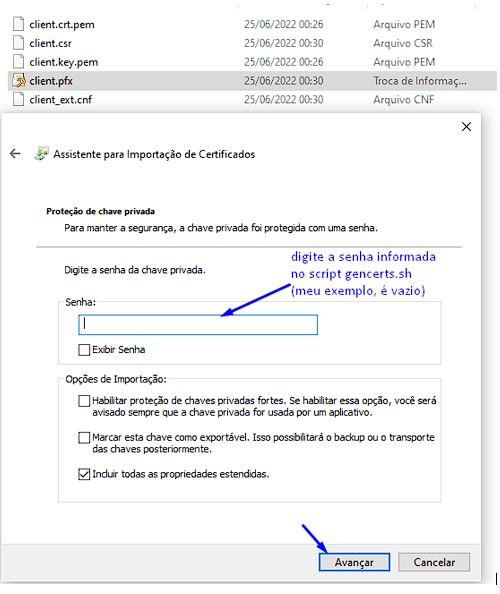 client.crt.pem 25/06/2022 00:26 Arquivo PEM
client.csr 25/06/2022 00:30 Arquivo CSR
client.key.pem 25/06/2022 00:26 Arquivo PEM
client.pfx 25/06/2022 00:30 Troca de Informaç...
client_ext.cnf 25/06/2022 00:30 Arquivo CNF
Assistente para Importação de Certificados
Proteção de chave privada
Para manter a segurança, a chave privada foi protegida com uma senha.
digite a senha informada
no script gencerts.sh
(meu exemplo, é vazio)
Digite a senha da chave privada.
Senha:
Exibir Senha
Opções de Importação:
Habilitar proteção de chaves privadas fortes. Se habilitar essa opção, você será
avisado sempre que a chave privada for usada por um aplicativo.
Marcar esta chave como exportável. Isso possibilitará o backup ou o transporte
das chaves posteriormente.
Incluir todas as propriedades estendidas.
Avançar Cancelar